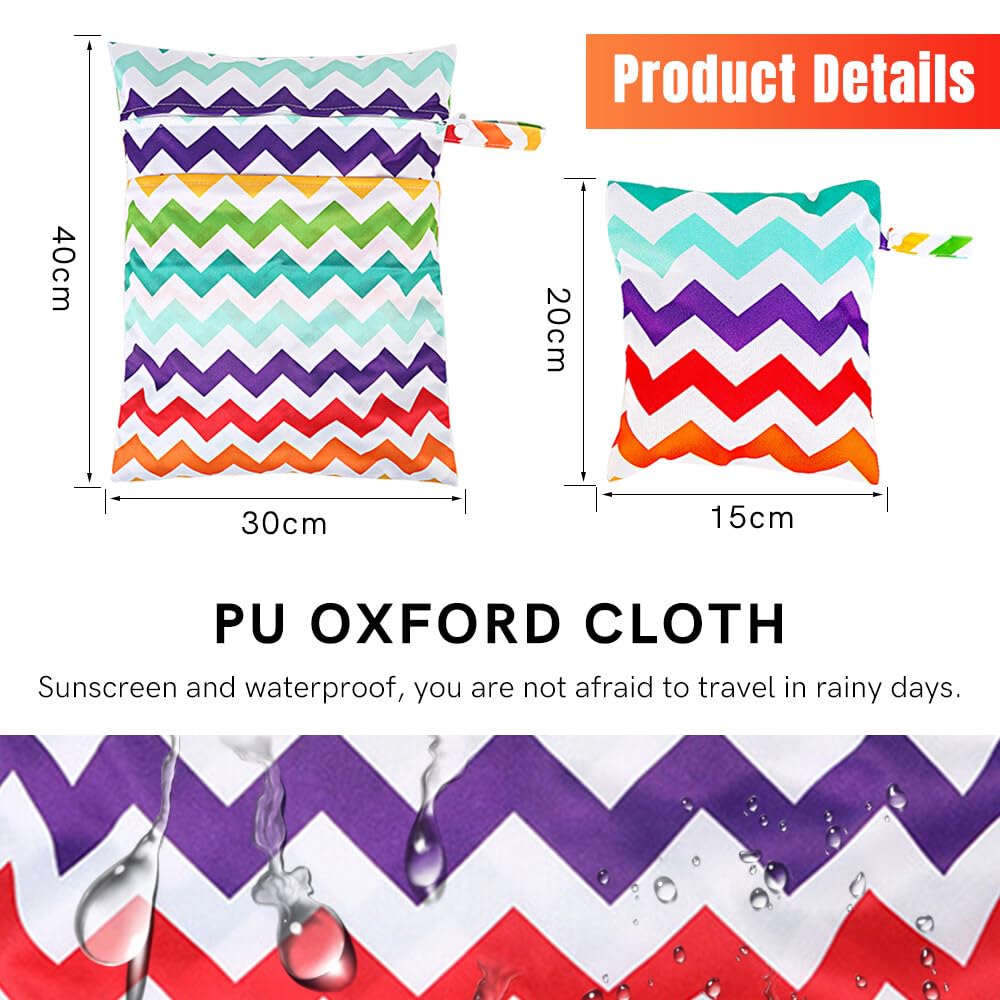 Product Details
40cm
30cm
20cm
15cm
PU OXFORD CLOTH
Sunscreen and waterproof, you are not afraid to travel in rainy days.